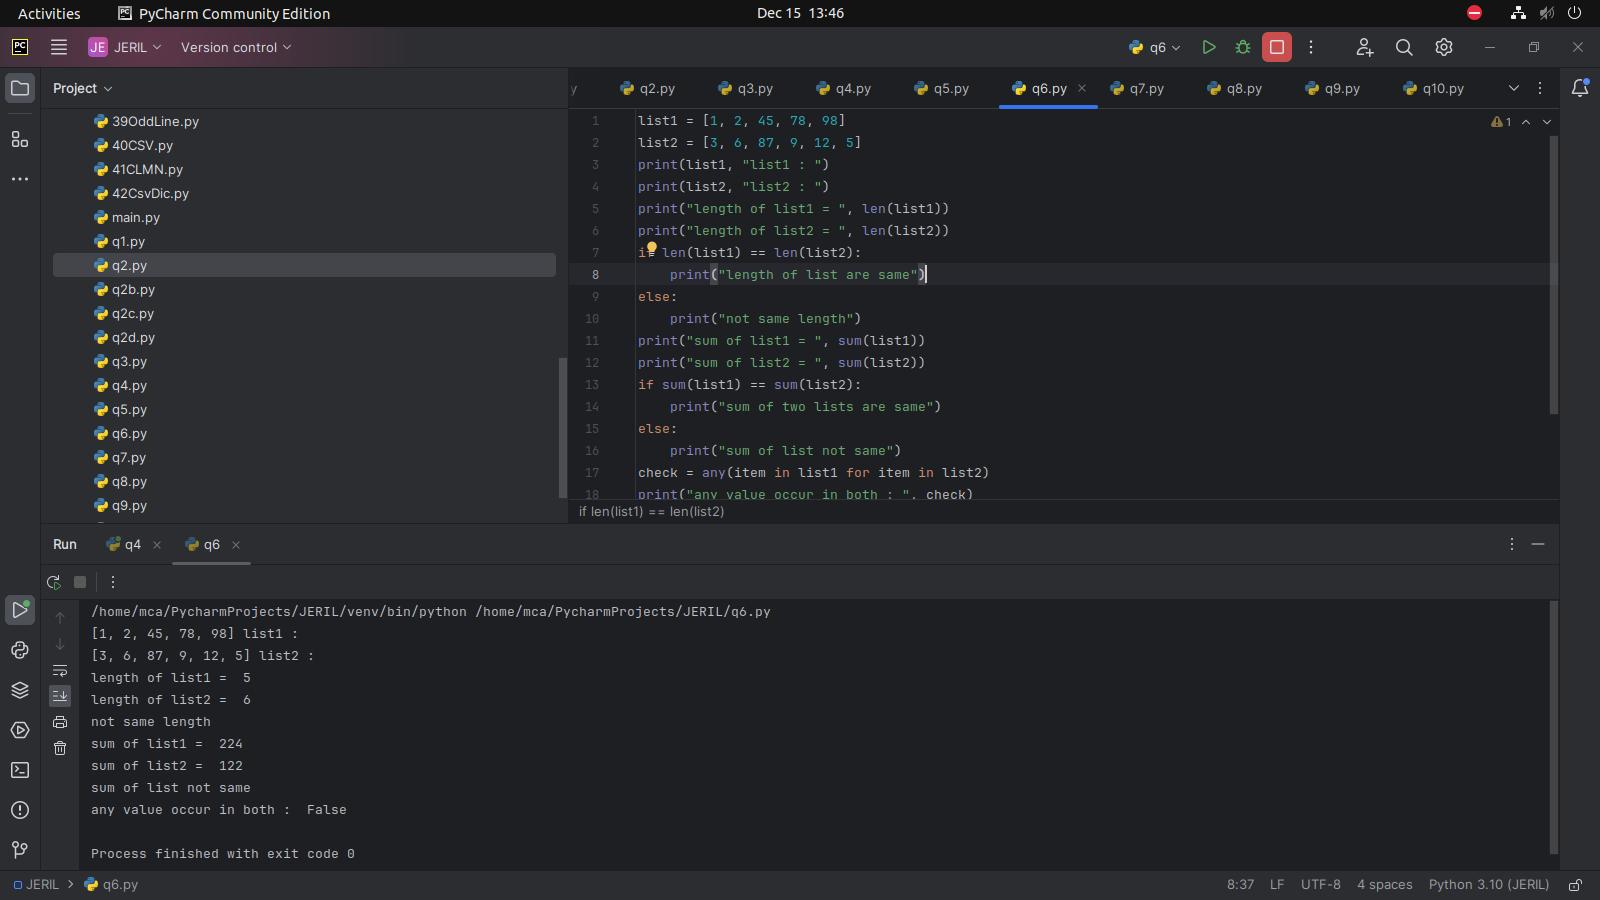 Activities PyCharm Community Edition Dec 15 13:46
PC JE JERIL Version control q6
Project q2.py q3.py q4.py q5.py q6.py q7.py q8.py q9.py q10.py
39OddLine.py
40CSV.py
41CLMN.py
42CsvDic.py
main.py
q1.py
q2.py
q2b.py
q2c.py
q2d.py
q3.py
q4.py
q5.py
q6.py
q7.py
q8.py
q9.py
1 list1 = [1, 2, 45, 78, 98] 1
2 list2 = [3, 6, 87, 9, 12, 5]
3 print(list1, "list1 : ")
4 print(list2, "list2 : ")
5 print("length of list1 = ", len(list1))
6 print("length of list2 = ", len(list2))
7 if len(list1) == len(list2):
8 print("length of list are same")
9 else:
10 print("not same length")
11 print("sum of list1 = ", sum(list1))
12 print("sum of list2 = ", sum(list2))
13 if sum(list1) == sum(list2):
14 print("sum of two lists are same")
15 else:
16 print("sum of list not same")
17 check = any(item in list1 for item in list2)
18 print("any value occur in both : ", check)
if len(list1) == len(list2)
Run q4 q6
/home/mca/PycharmProjects/JERIL/venv/bin/python /home/mca/PycharmProjects/JERIL/q6.py
[1, 2, 45, 78, 98] list1 :
[3, 6, 87, 9, 12, 5] list2 :
length of list1 =  5
length of list2 =  6
not same length
sum of list1 =  224
sum of list2 =  122
sum of list not same
any value occur in both :  False
Process finished with exit code 0
JERIL q6.py 8:37 LF UTF-8 4 spaces Python 3.10 (JERIL)